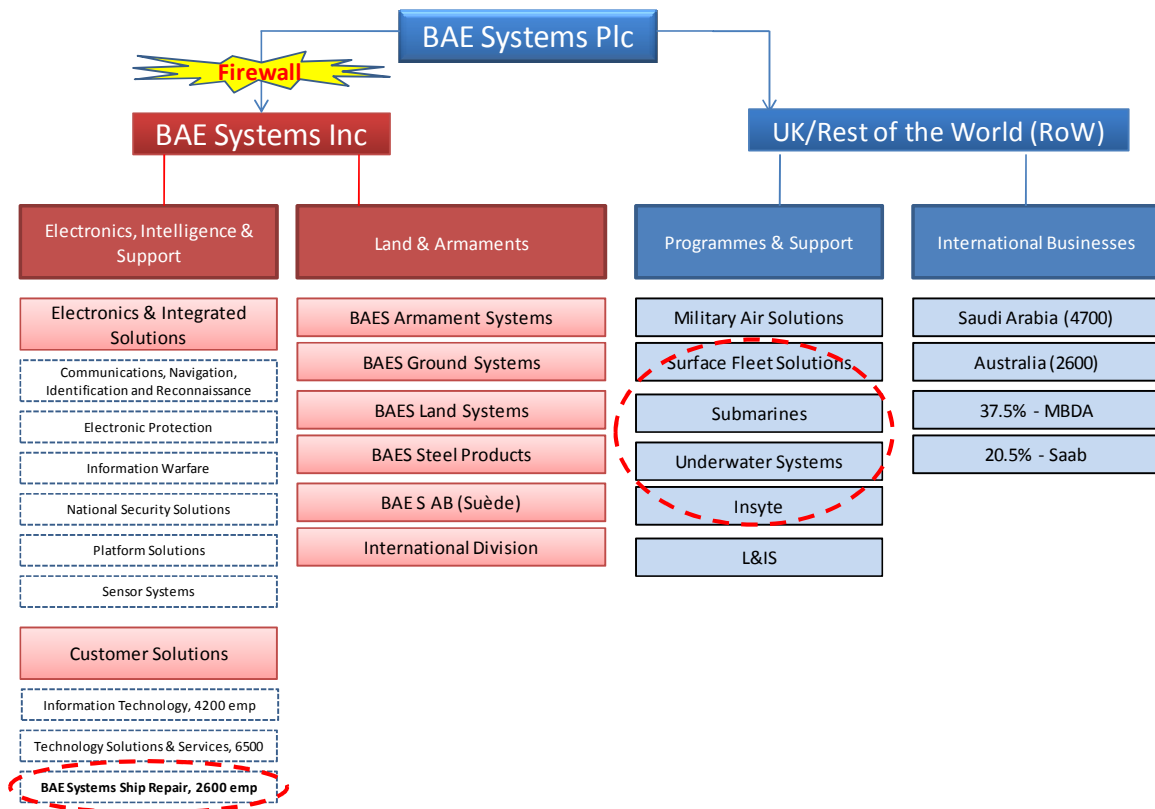 BAE Systems Plc
Firewall
BAE Systems Inc
UK/Rest of the World (RoW)
Electronics, Intelligence &
Support
Land & Armaments
Programmes & Support
International Businesses
Electronics & Integrated
Solutions
Communications, Navigation,
Identification and Reconnaissance
Electronic Protection
Information Warfare
National Security Solutions
Platform Solutions
Sensor Systems
Customer Solutions
Information Technology, 4200 emp
Technology Solutions & Services, 6500
BAE Systems Ship Repair, 2600 emp
BAES Armament Systems
BAES Ground Systems
BAES Land Systems
BAES Steel Products
BAE S AB (Suède)
International Division
Military Air Solutions
Surface Fleet Solutions
Submarines
Underwater Systems
Insyte
L&IS
Saudi Arabia (4700)
Australia (2600)
37.5% - MBDA
20.5% - Saab